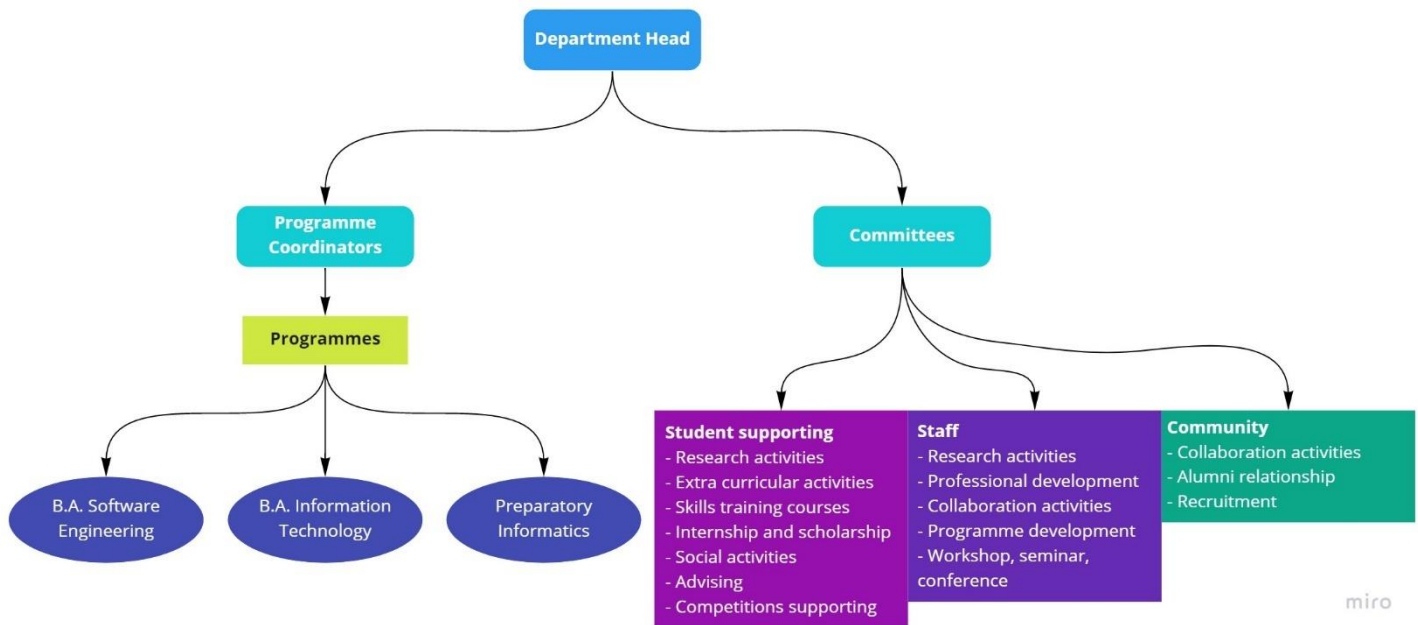 Department Head
Programme
Coordinators
Committees
Programmes
B.A. Software
Engineering
B.A. Information
Technology
Preparatory
Informatics
Student supporting
- Research activities
- Extra curricular activities
- Skills training courses
- Internship and scholarship
- Social activities
- Advising
- Competitions supporting
Staff
- Research activities
- Professional development
- Collaboration activities
- Programme development
- Workshop, seminar,
conference
Community
- Collaboration activities
- Alumni relationship
- Recruitment
miro